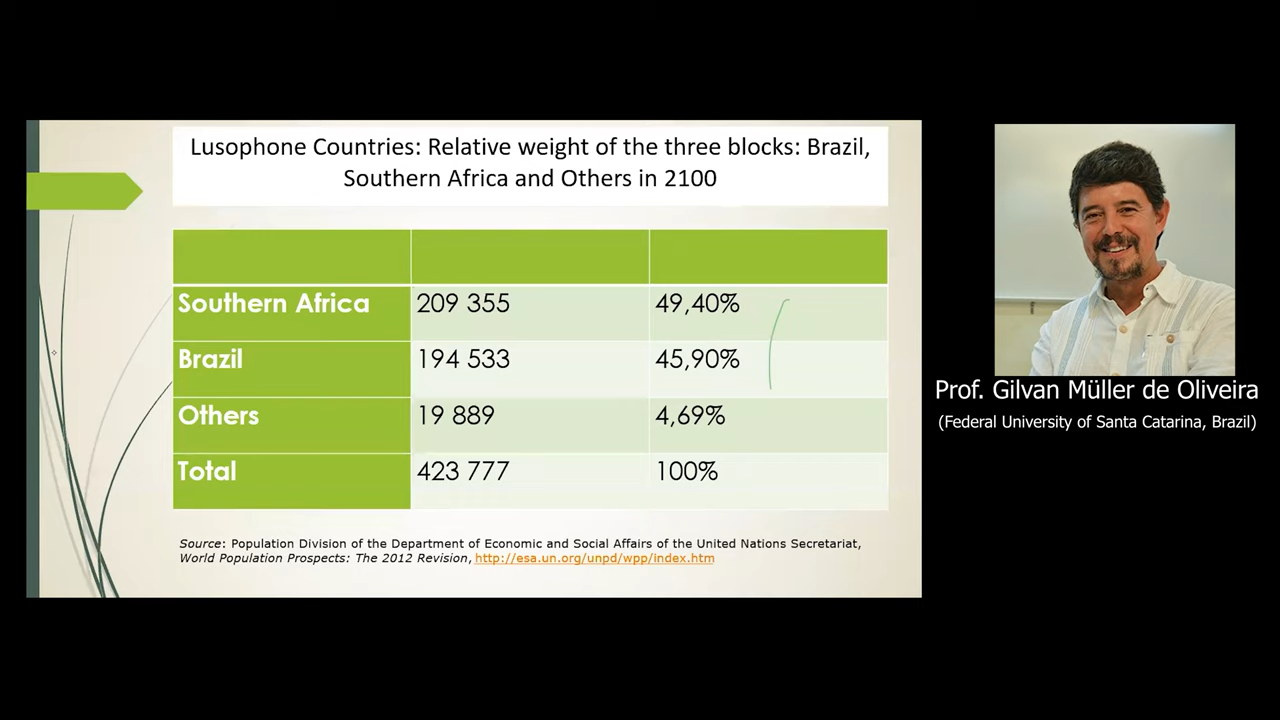 Lusophone Countries: Relative weight of the three blocks: Brazil,
Southern Africa and Others in 2100
Southern Africa 209 355 49,40%
Brazil 194 533 45,90%
Others 19 889 4,69%
Total 423 777 100%
Source: Population Division of the Department of Economic and Social Affairs of the United Nations Secretariat,
World Population Prospects: The 2012 Revision, http://esa.un.org/unpd/wpp/index.htm
Prof. Gilvan Müller de Oliveira
(Federal University of Santa Catarina, Brazil)